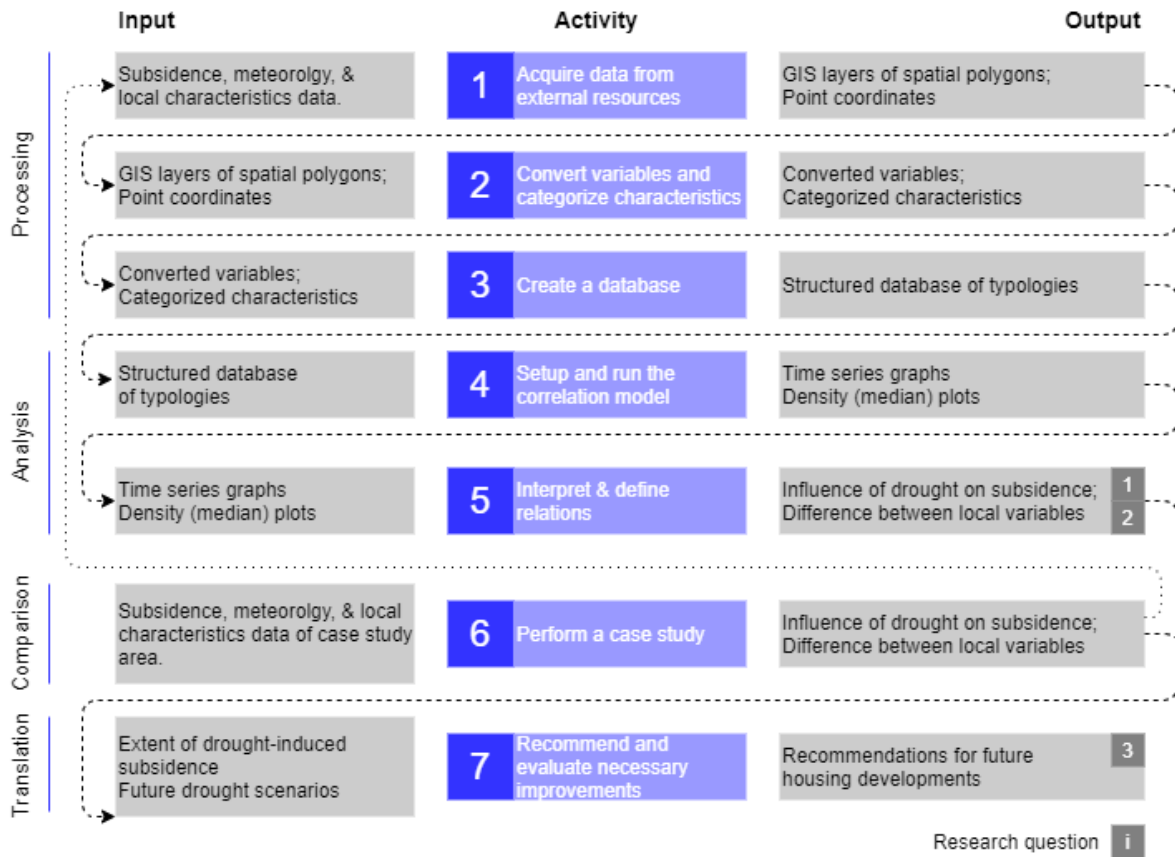 Input
Activity
Output
Processing
Subsidence, meteorolgy, &
local characteristics data.
1
Acquire data from
external resources
GIS layers of spatial polygons;
Point coordinates
GIS layers of spatial polygons;
Point coordinates
2
Convert variables and
categorize characteristics
Converted variables;
Categorized characteristics
Converted variables;
Categorized characteristics
3
Create a database
Structured database of typologies
Analysis
Structured database
of typologies
4
Setup and run the
correlation model
Time series graphs
Density (median) plots
Time series graphs
Density (median) plots
5
Interpret & define
relations
Influence of drought on subsidence;
Difference between local variables
1
2
Comparison
Subsidence, meteorolgy, & local
characteristics data of case study
area.
6
Perform a case study
Influence of drought on subsidence;
Difference between local variables
Translation
Extent of drought-induced
subsidence
Future drought scenarios
7
Recommend and
evaluate necessary
improvements
Recommendations for future
housing developments
3
Research question
i